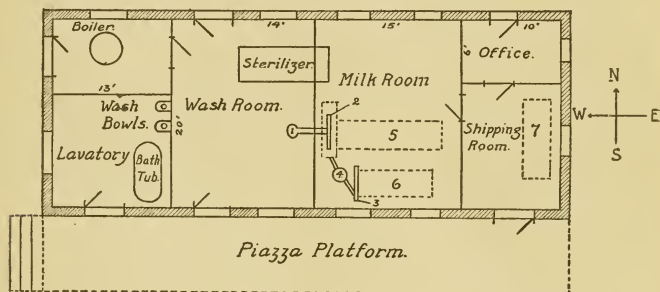 Boiler.
14'
15'
10'
6'
Office.
Sterilizer.
Milk Room
N
W
E
S
13'
Wash
Bowls.
20'
Wash Room.
2
1
5
Shipping
Room.
7
Lavatory
Bath
Tub.
4
6
3
Piazza Platform.